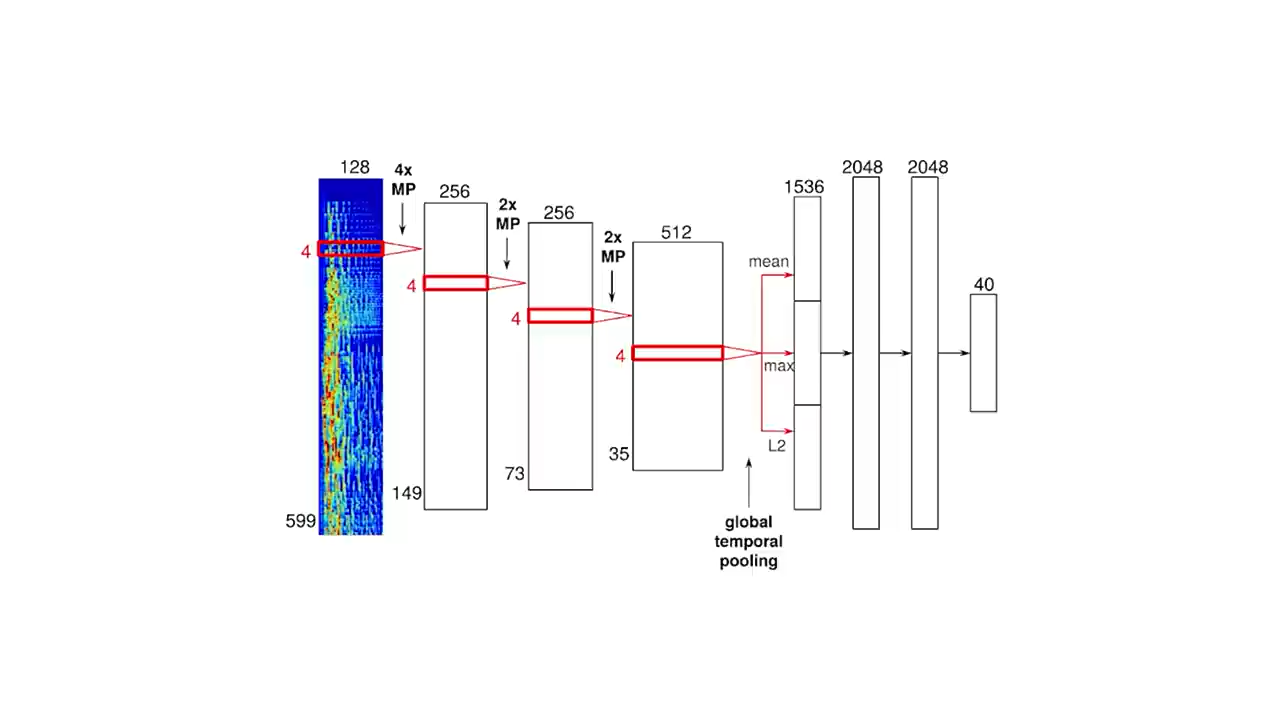 128
4x
MP
256
2x
MP
256
2x
MP
512
1536
2048
2048
40
4
4
4
4
mean
max
L2
599
149
73
35
global
temporal
pooling